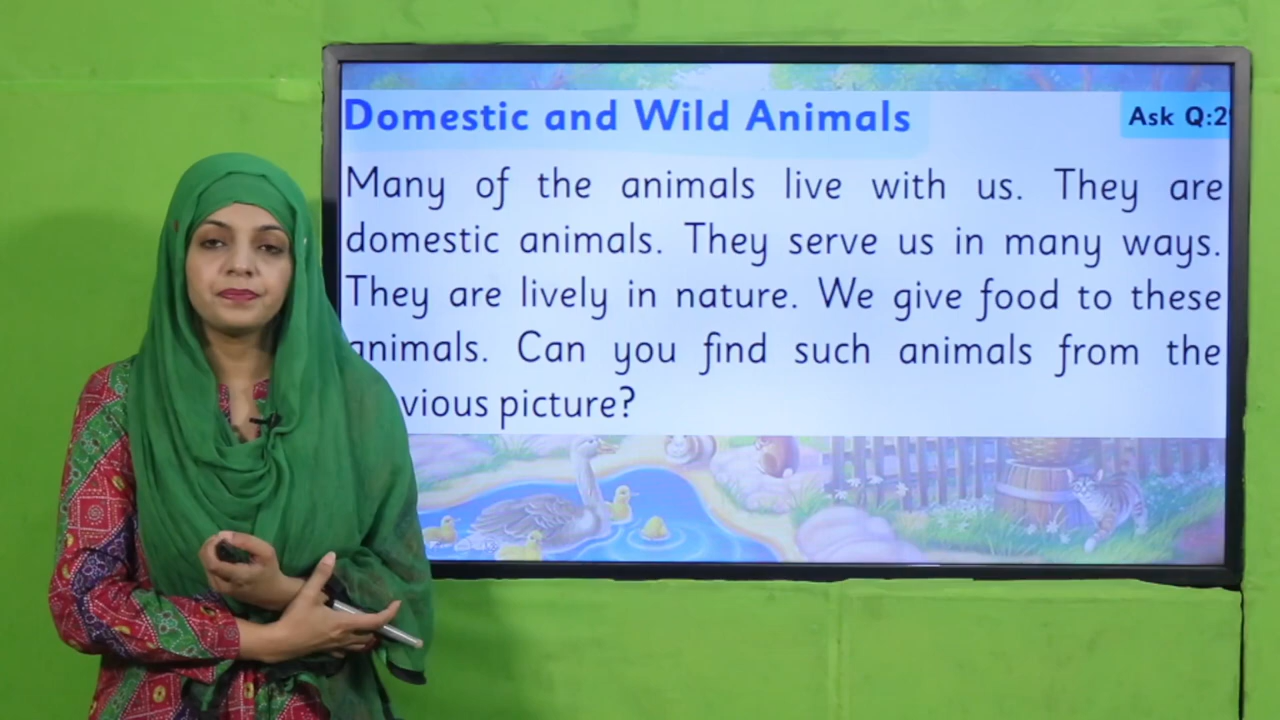 Domestic and Wild Animals
Ask Q:2
Many of the animals live with us. They are
domestic animals. They serve us in many ways.
They are lively in nature. We give food to these
animals. Can you find such animals from the
vious picture?